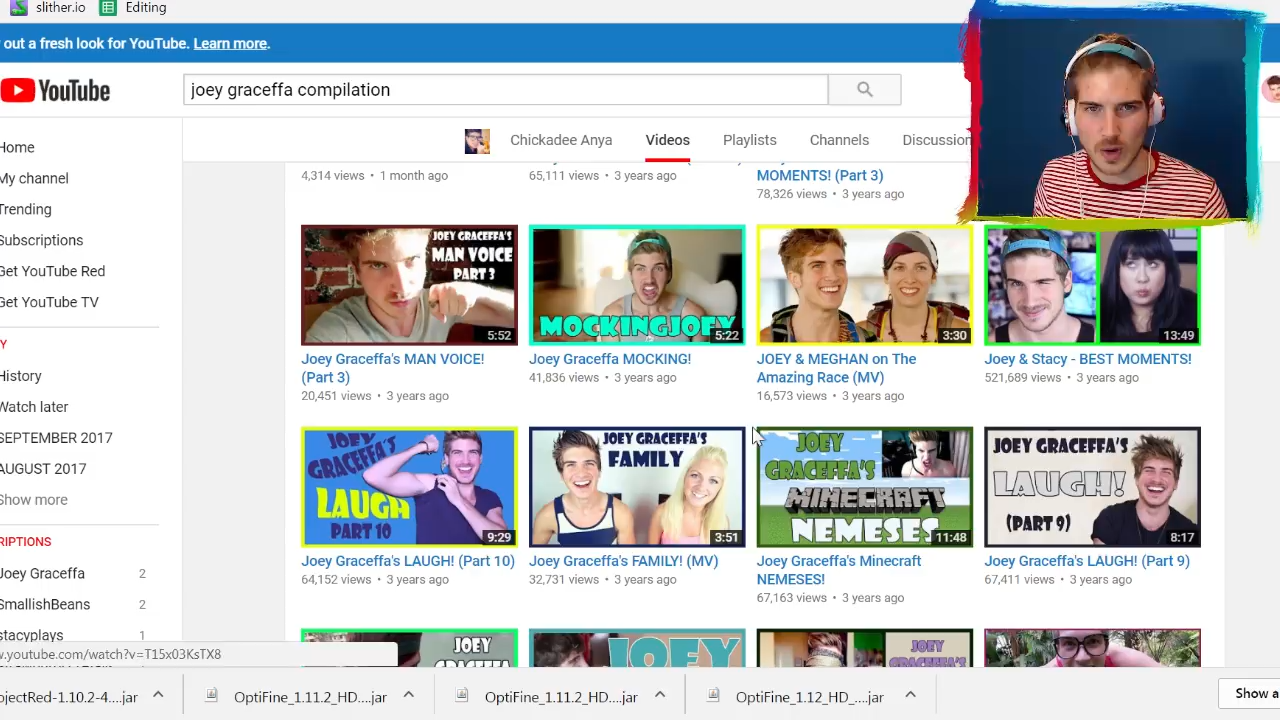 slither.io Editing
out a fresh look for YouTube. Learn more.
YouTube
joey graceffa compilation
Chickadee Anya Videos Playlists Channels Discussion
Home
My channel
Trending
Subscriptions
Get YouTube Red
Get YouTube TV
Y
History
Watch later
SEPTEMBER 2017
AUGUST 2017
Show more
RIPTIONS
Joey Graceffa 2
SmallishBeans 2
stacyplays 1
4,314 views • 1 month ago
65,111 views • 3 years ago
MOMENTS! (Part 3)
78,326 views • 3 years ago
JOEY GRACEFFA'S
MAN VOICE
PART 3
5:52
Joey Graceffa's MAN VOICE!
(Part 3)
20,451 views • 3 years ago
MOCKINGJOEY
5:22
Joey Graceffa MOCKING!
41,836 views • 3 years ago
3:30
JOEY & MEGHAN on The
Amazing Race (MV)
16,573 views • 3 years ago
13:49
Joey & Stacy - BEST MOMENTS!
521,689 views • 3 years ago
JOEY
GRACEFFA'S
LAUGH
PART 10
9:29
Joey Graceffa's LAUGH! (Part 10)
64,152 views • 3 years ago
JOEY GRACEFFA'S
FAMILY
3:51
Joey Graceffa's FAMILY! (MV)
32,731 views • 3 years ago
JOEY
GRACEFFA'S
MINECRAFT
NEMESES
11:48
Joey Graceffa's Minecraft
NEMESES!
67,163 views • 3 years ago
JOEY GRACEFFA'S
LAUGH!
(PART 9)
8:17
Joey Graceffa's LAUGH! (Part 9)
67,411 views • 3 years ago
JOEY
JOEY
JOEY
w.youtube.com/watch?v=T15x03KsTX8
ojectRed-1.10.2-4....jar
OptiFine_1.11.2_HD....jar
OptiFine_1.11.2_HD....jar
OptiFine_1.12_HD_....jar
Show a